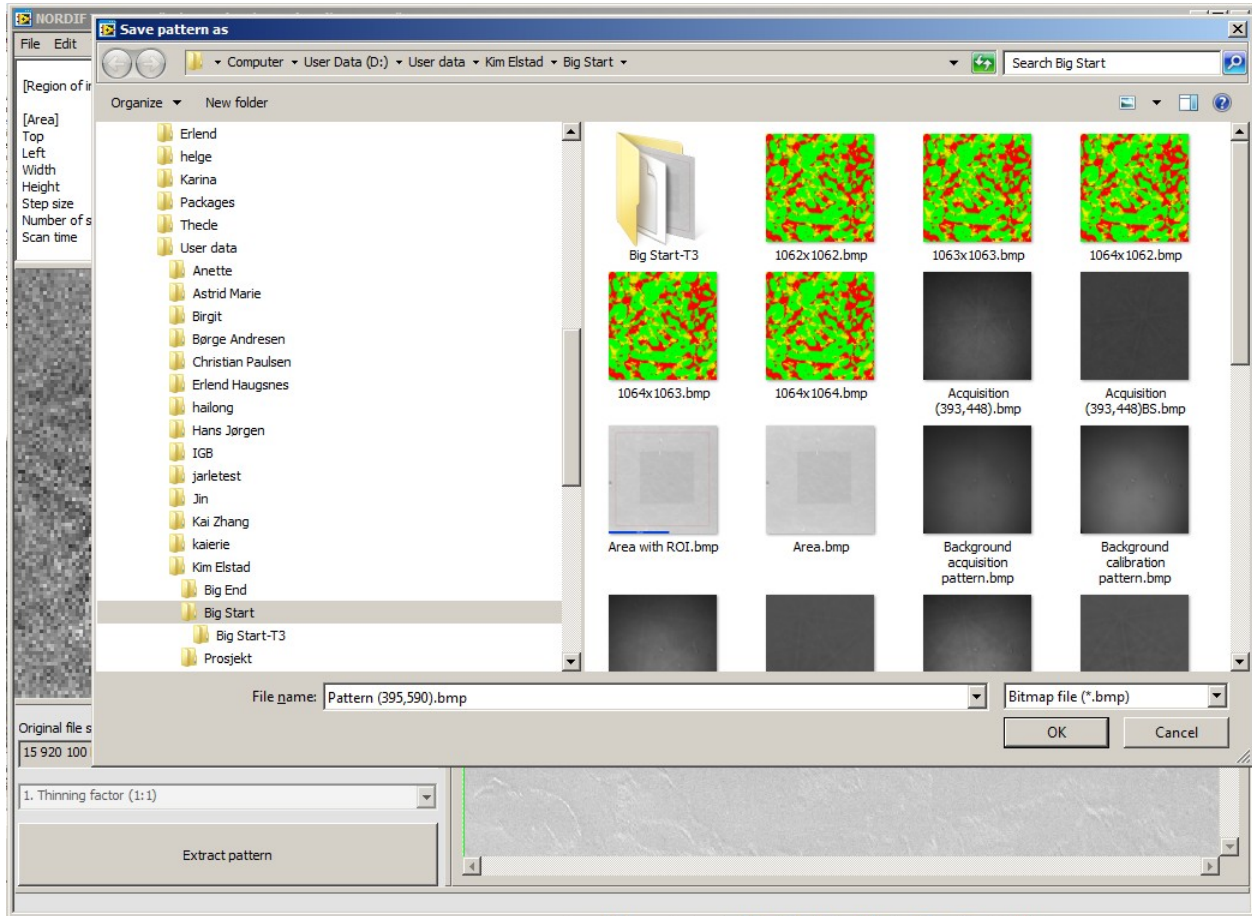 NORDIF
Save pattern as
File Edit
Computer User Data (D:) User data Kim Elstad Big Start
Search Big Start
Organize New folder
[Region of
[Area]
Top
Left
Width
Height
Step size
Number of s
Scan time
Erlend
helge
Karina
Packages
Thecle
User data
Anette
Astrid Marie
Birgit
Børge Andresen
Christian Paulsen
Erlend Haugsnes
hailong
Hans Jørgen
IGB
jarletest
Jin
Kai Zhang
kaierie
Kim Elstad
Big End
Big Start
Big Start-T3
Prosjekt
Big Start-T3
1062x1062.bmp
1063x1063.bmp
1064x1062.bmp
1064x1063.bmp
1064x1064.bmp
Acquisition
(393,448).bmp
Acquisition
(393,448)BS.bmp
Area with ROI.bmp
Area.bmp
Background
acquisition
pattern.bmp
Background
calibration
pattern.bmp
File name: Pattern (395,590).bmp
Bitmap file (*.bmp)
OK Cancel
Original file s
15 920 100
1. Thinning factor (1:1)
Extract pattern